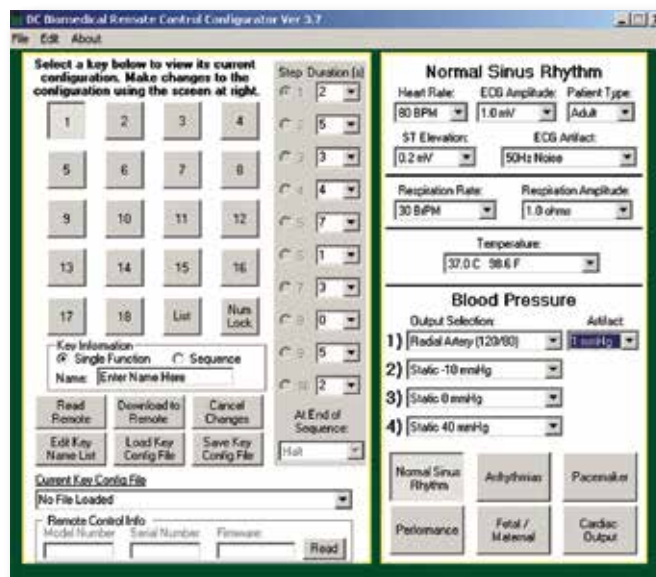 DC Biomedical Remote Control Configurator Ver 3.7
File Edit About
Select a key below to view its current
configuration. Make changes to the
configuration using the screen at right.
1 2 3 4
5 6 7 8
9 10 11 12
13 14 15 16
17 18 List Num Lock
Key Information
Single Function Sequence
Name: Enter Name Here
Read Remote Download to Remote Cancel Changes
Edit Key Name List Load Key Config File Save Key Config File
Current Key Config File
No File Loaded
Remote Control Info
Model Number Serial Number Firmware
Read
Step Duration (s)
1 2
2 5
3 3
4 4
5 7
6 1
7 3
8 0
9 5
10 2
At End of
Sequence:
Halt
Normal Sinus Rhythm
Heart Rate: ECG Amplitude: Patient Type:
80 BPM 1.0 mV Adult
ST Elevation: ECG Artifact:
0.2 mV 50Hz Noise
Respiration Rate: Respiration Amplitude:
30 BrPM 1.0 ohms
Temperature:
37.0 C 98.6 F
Blood Pressure
Output Selection: Artifact:
1) Radial Artery (120/80) 1 mmHg
2) Static -10 mmHg
3) Static 0 mmHg
4) Static 40 mmHg
Normal Sinus Rhythm Arrhythmias Pacemaker
Performance Fetal / Maternal Cardiac Output